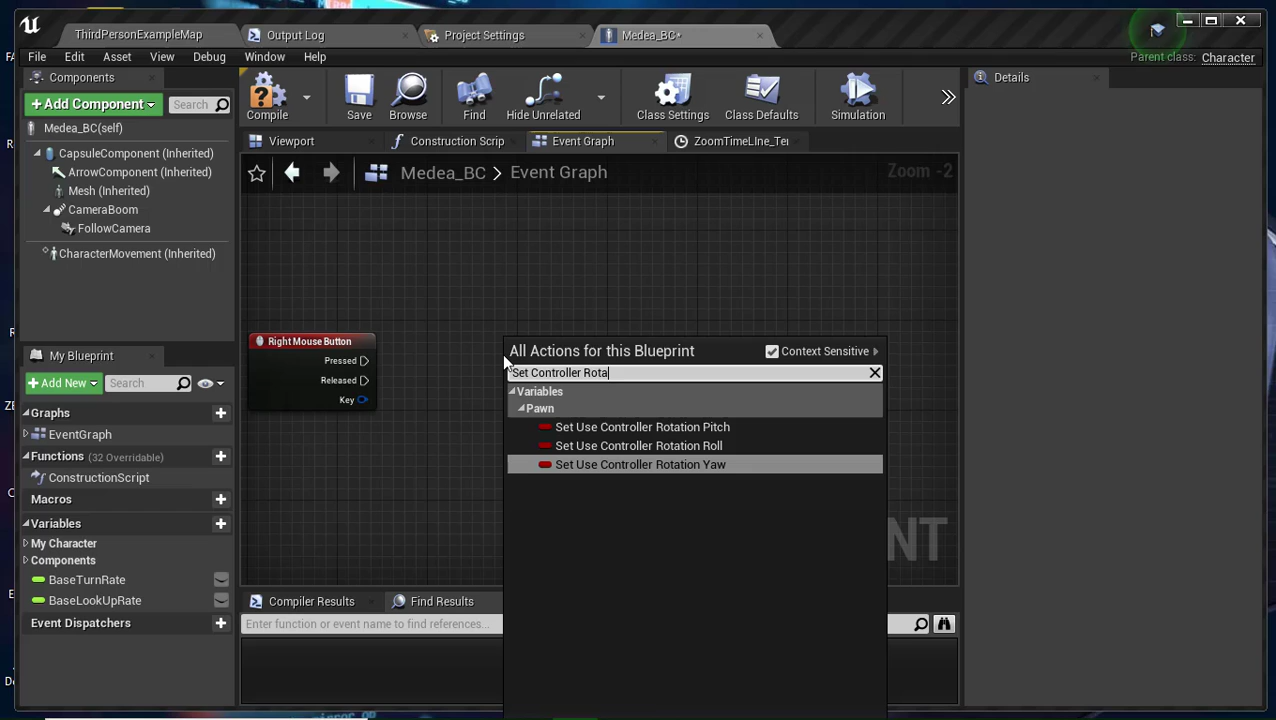 ThirdPersonExampleMap
Output Log
Project Settings
Medea_BC*
File Edit Asset View Debug Window Help
Parent class: Character
Components
Details
Add Component
Search
Compile
Save
Browse
Find
Hide Unrelated
Class Settings
Class Defaults
Simulation
Medea_BC(self)
Viewport
Construction Scrip
Event Graph
ZoomTimeLIne_Te
CapsuleComponent (Inherited)
ArrowComponent (Inherited)
Mesh (Inherited)
CameraBoom
FollowCamera
CharacterMovement (Inherited)
Medea_BC > Event Graph
Zoom -2
Right Mouse Button
Pressed
Released
Key
All Actions for this Blueprint
Context Sensitive
Set Controller Rota
Variables
Pawn
Set Use Controller Rotation Pitch
Set Use Controller Rotation Roll
Set Use Controller Rotation Yaw
My Blueprint
Add New
Search
Graphs
EventGraph
Functions (32 Overridable)
ConstructionScript
Macros
Variables
My Character
Components
BaseTurnRate
BaseLookUpRate
Event Dispatchers
NT
Compiler Results
Find Results
Enter function or event name to find references...